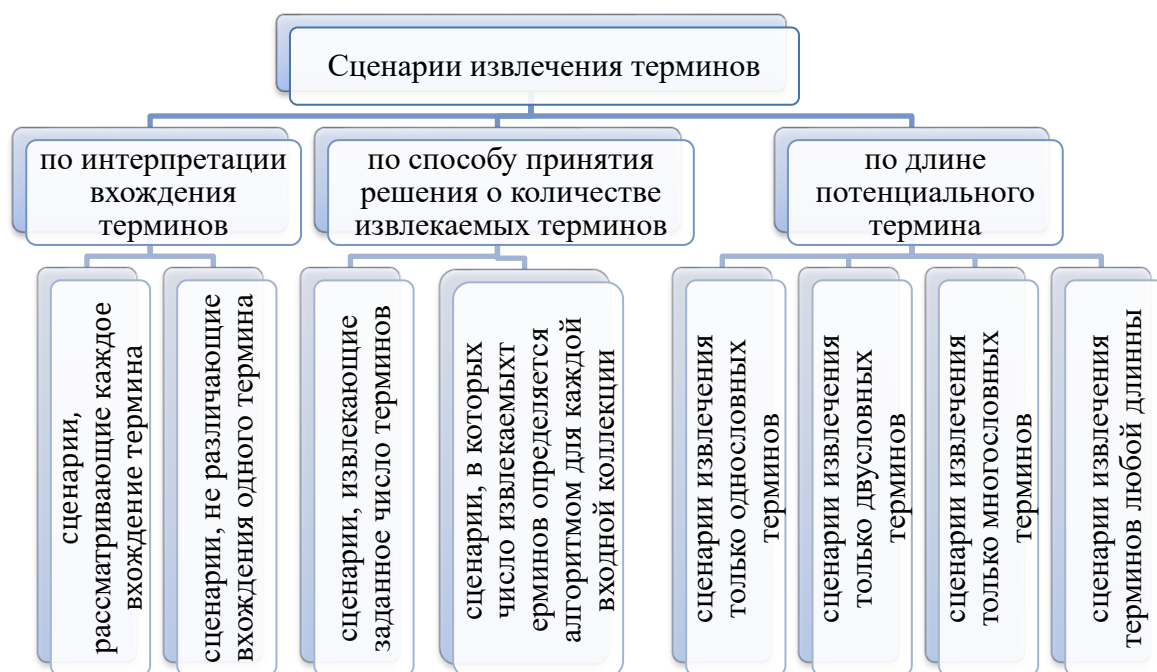 Сценарии извлечения терминов
по интерпретации
вхождения
терминов
по способу принятия
решения о количестве
извлекаемых терминов
по длине
потенциального
термина
сценарии,
рассматривающие каждое
вхождение термина
сценарии, не различающие
вхождения одного термина
сценарии, извлекающие
заданное число терминов
сценарии, в которых
число извлекаемыхт
ерминов определяется
алгоритмом для каждой
входной коллекции
сценарии извлечения
только однословных
терминов
сценарии извлечения
только двусловных
терминов
сценарии извлечения
только многословных
терминов
сценарии извлечения
терминов любой длинны